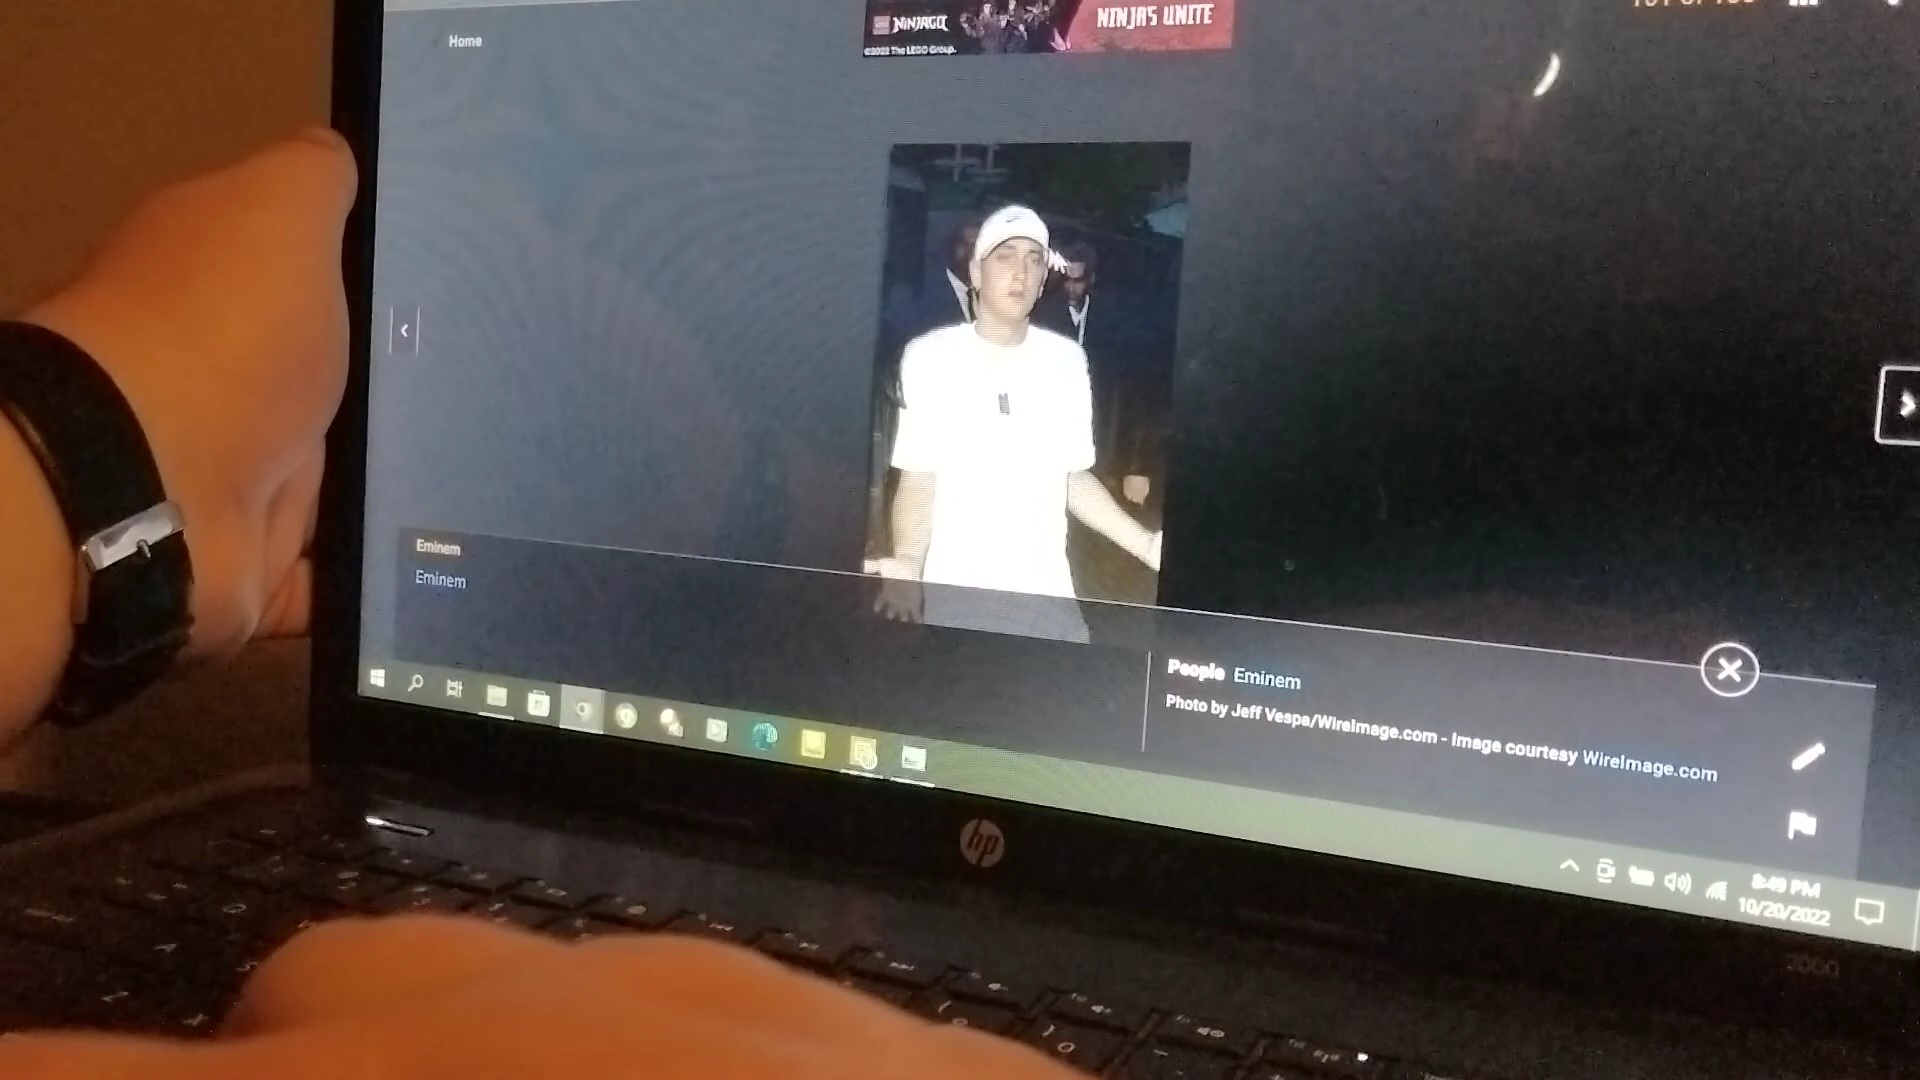 Home
NINJAGO
NINJAS UNITE
©2022 The LEGO Group.
Eminem
Eminem
People Eminem
Photo by Jeff Vespa/WireImage.com - Image courtesy WireImage.com
8:49 PM
10/20/2022
hp
2000
A
S
Z
X